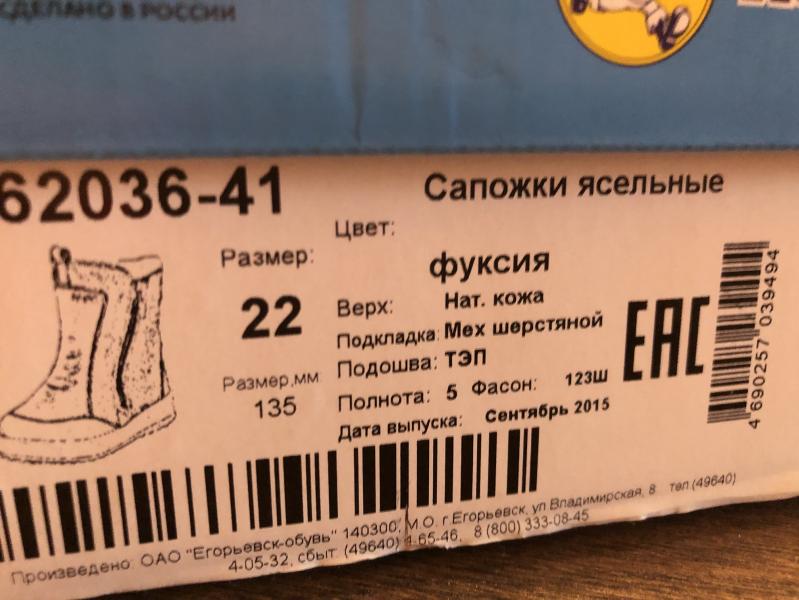 СДЕЛАНО В РОССИИ
62036-41
Сапожки ясельные
Цвет:
фуксия
Размер:
22
Размер,мм
135
Верх: Нат. кожа
Подкладка: Мех шерстяной
Подошва: ТЭП
Полнота: 5 Фасон: 123Ш
Дата выпуска: Сентябрь 2015
ЕАС
4 690257 039494
Произведено: ОАО "Егорьевск-обувь" 140300, М.О. г.Егорьевск, ул Владимирская, 8 тел.(49640)
4-05-32, сбыт: (49640) 4-65-46, 8 (800) 333-08-45